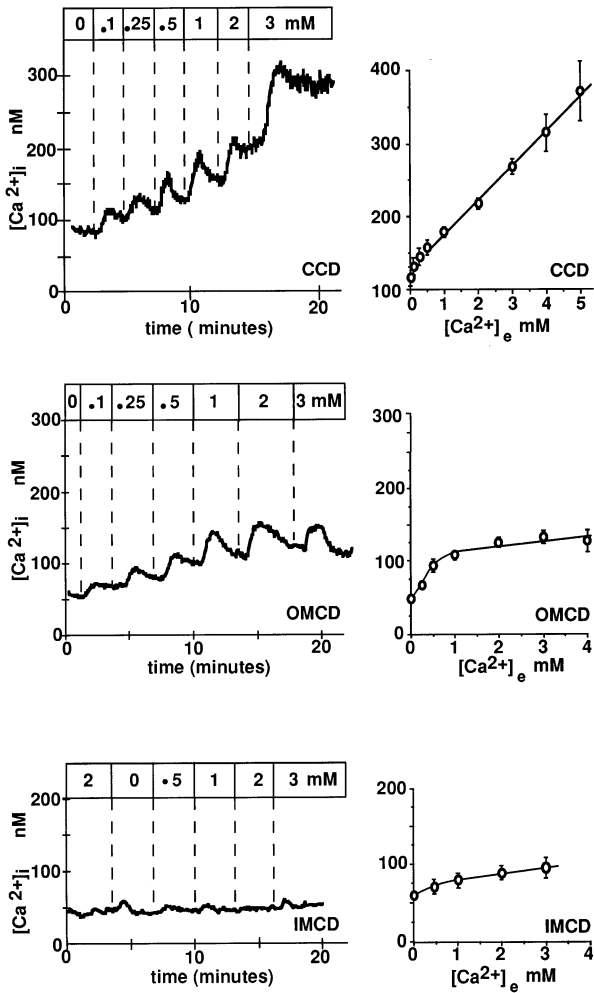 0 .1 .25 .5 1 2 3 mM
300
200
100
0
[Ca 2+]i nM
CCD
0 10 20
time ( minutes)
400
300
200
100
CCD
0 1 2 3 4 5
[Ca2+]e mM
0 .1 .25 .5 1 2 3 mM
300
200
100
0
[Ca 2+]i nM
OMCD
0 10 20
time (minutes)
300
200
100
0
OMCD
0 1 2 3 4
[Ca2+]e mM
2 0 .5 1 2 3 mM
200
100
0
[Ca 2+]i nM
IMCD
0 10 20
time (minutes)
200
100
0
IMCD
0 1 2 3 4
[Ca2+]e mM